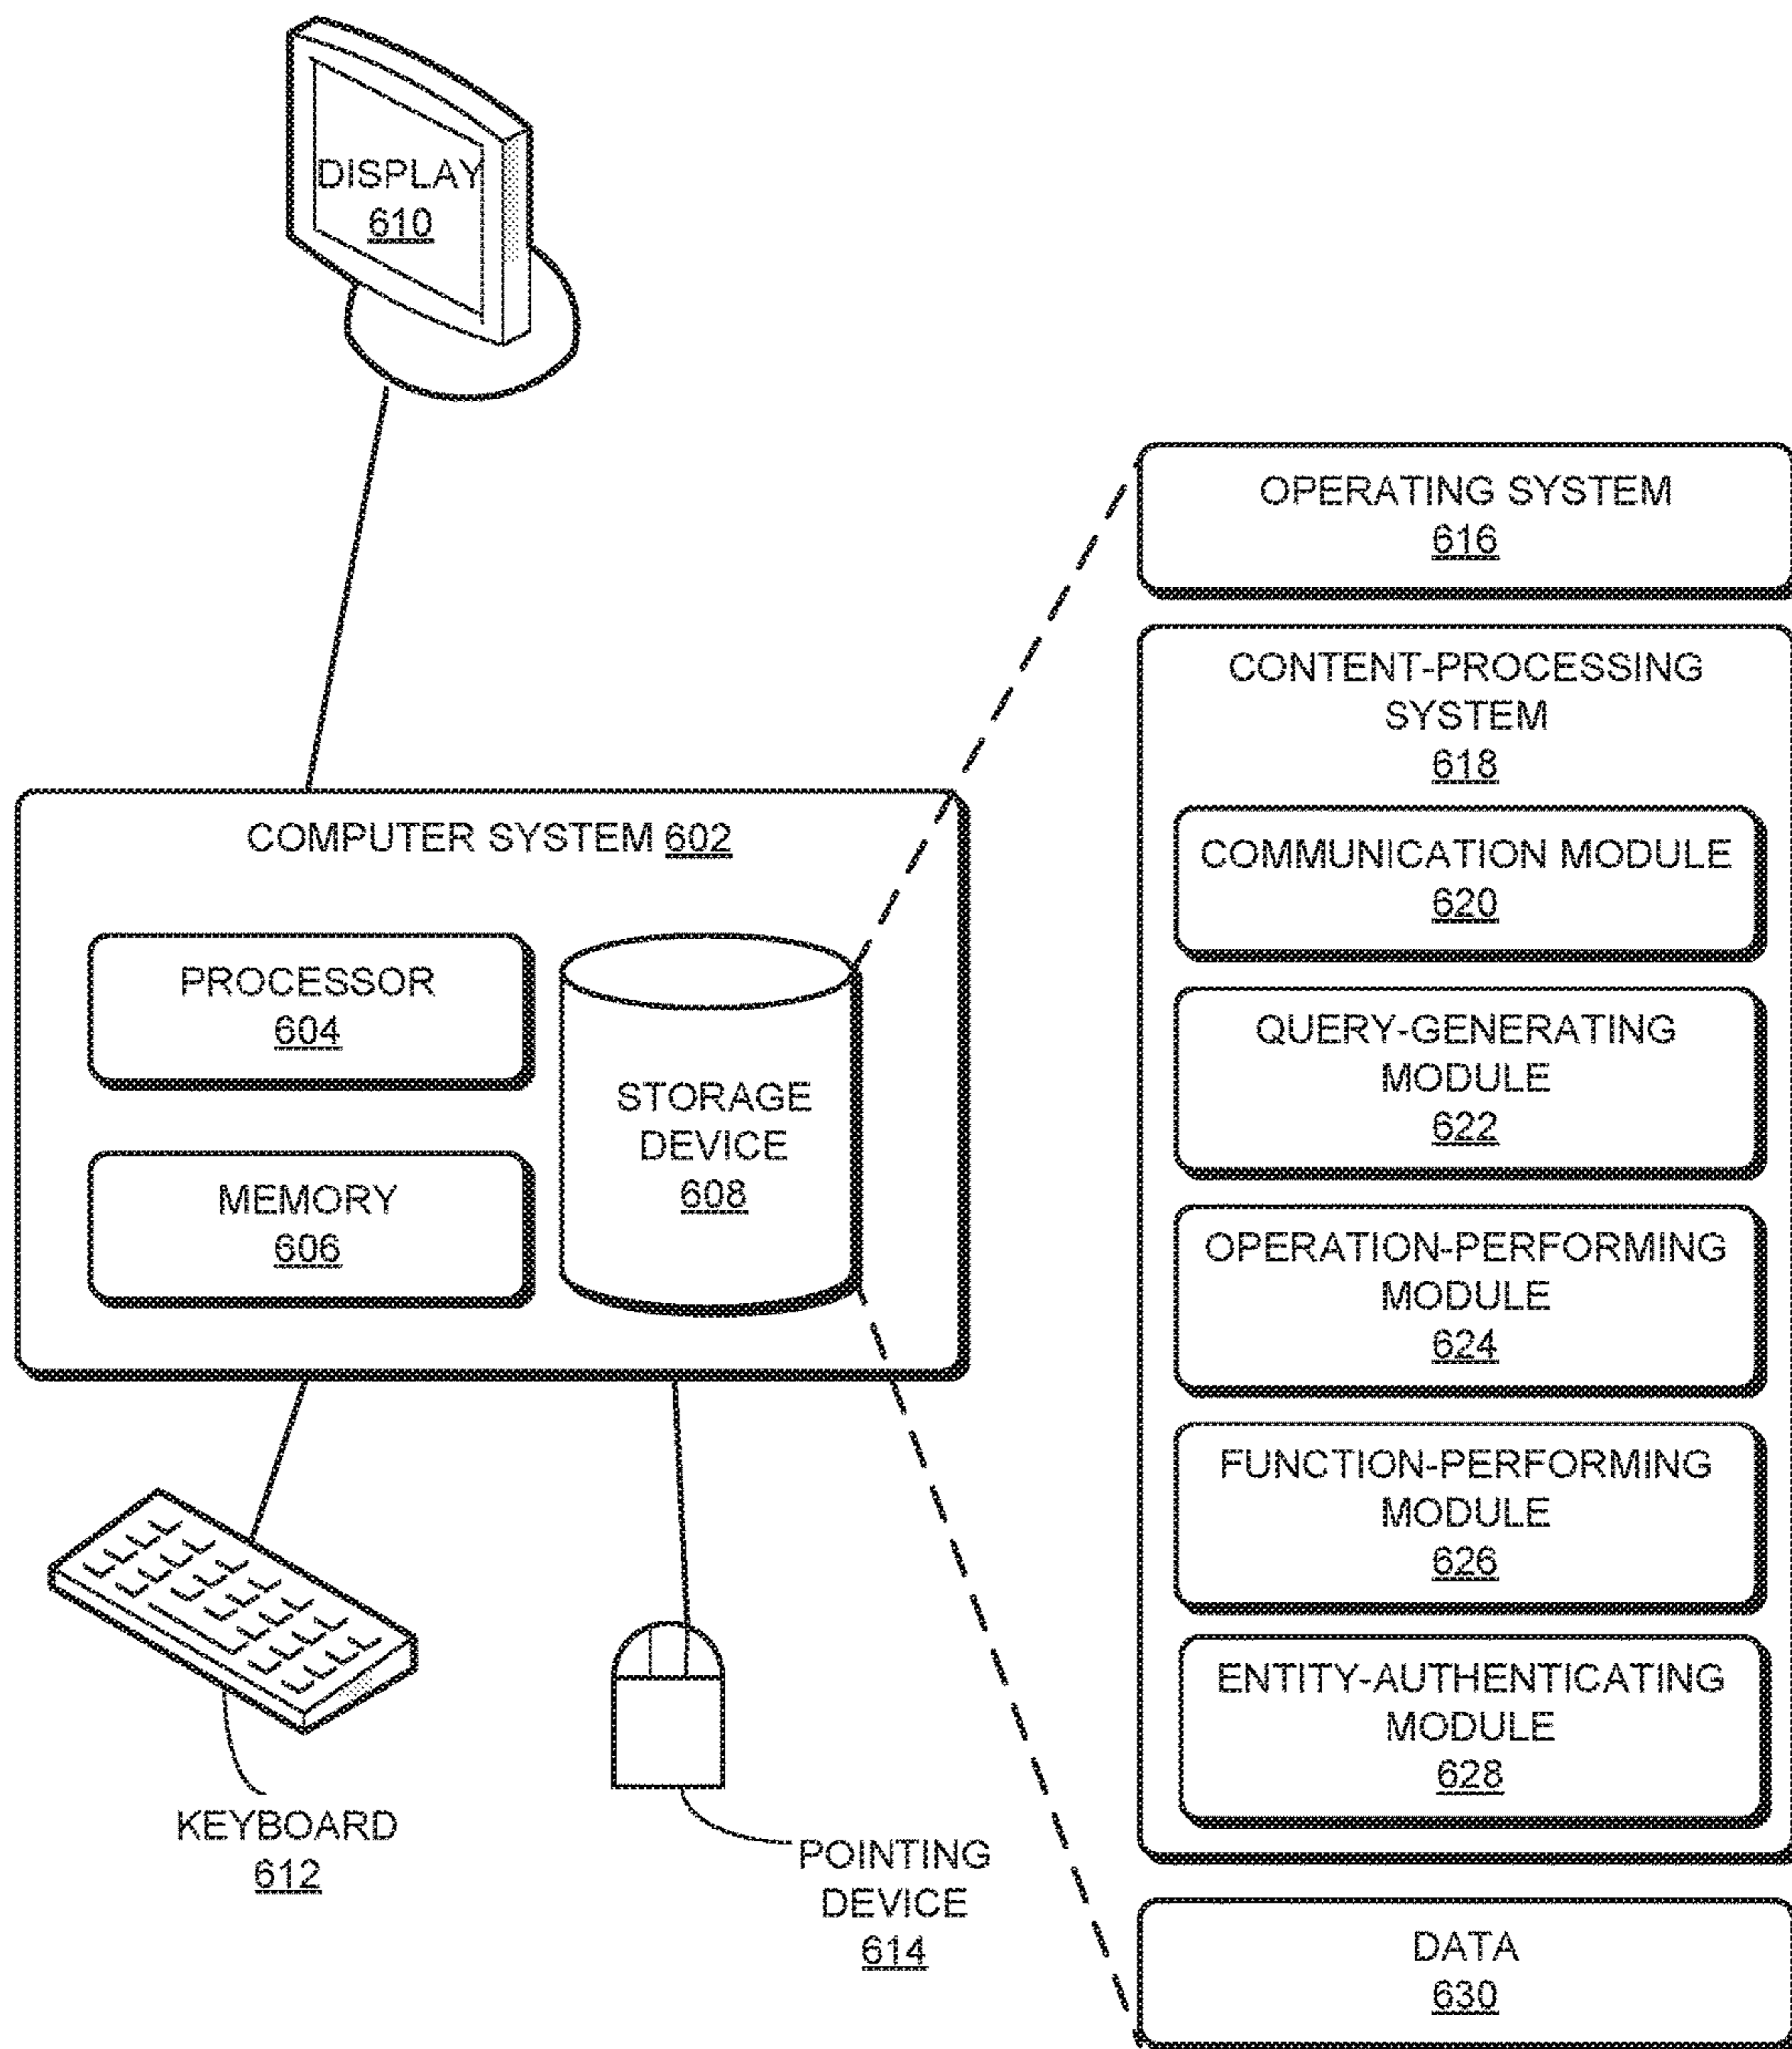 DISPLAY
610
COMPUTER SYSTEM 602
PROCESSOR
604
MEMORY
606
STORAGE
DEVICE
608
KEYBOARD
612
POINTING
DEVICE
614
OPERATING SYSTEM
616
CONTENT-PROCESSING
SYSTEM
618
COMMUNICATION MODULE
620
QUERY-GENERATING
MODULE
622
OPERATION-PERFORMING
MODULE
624
FUNCTION-PERFORMING
MODULE
626
ENTITY-AUTHENTICATING
MODULE
628
DATA
630